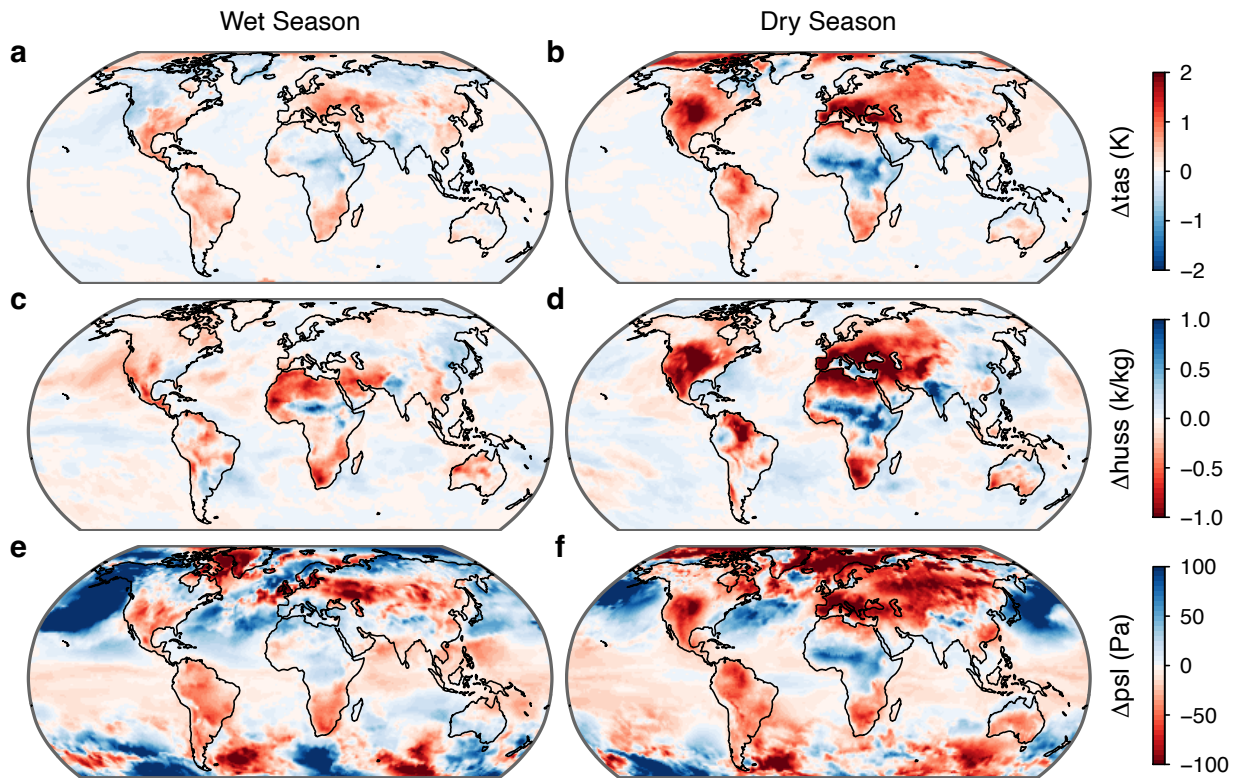 Wet Season
Dry Season
a
b
2
1
0
−1
−2
Δtas (K)
c
d
1.0
0.5
0.0
−0.5
−1.0
Δhuss (k/kg)
e
f
100
50
0
−50
−100
Δpsl (Pa)